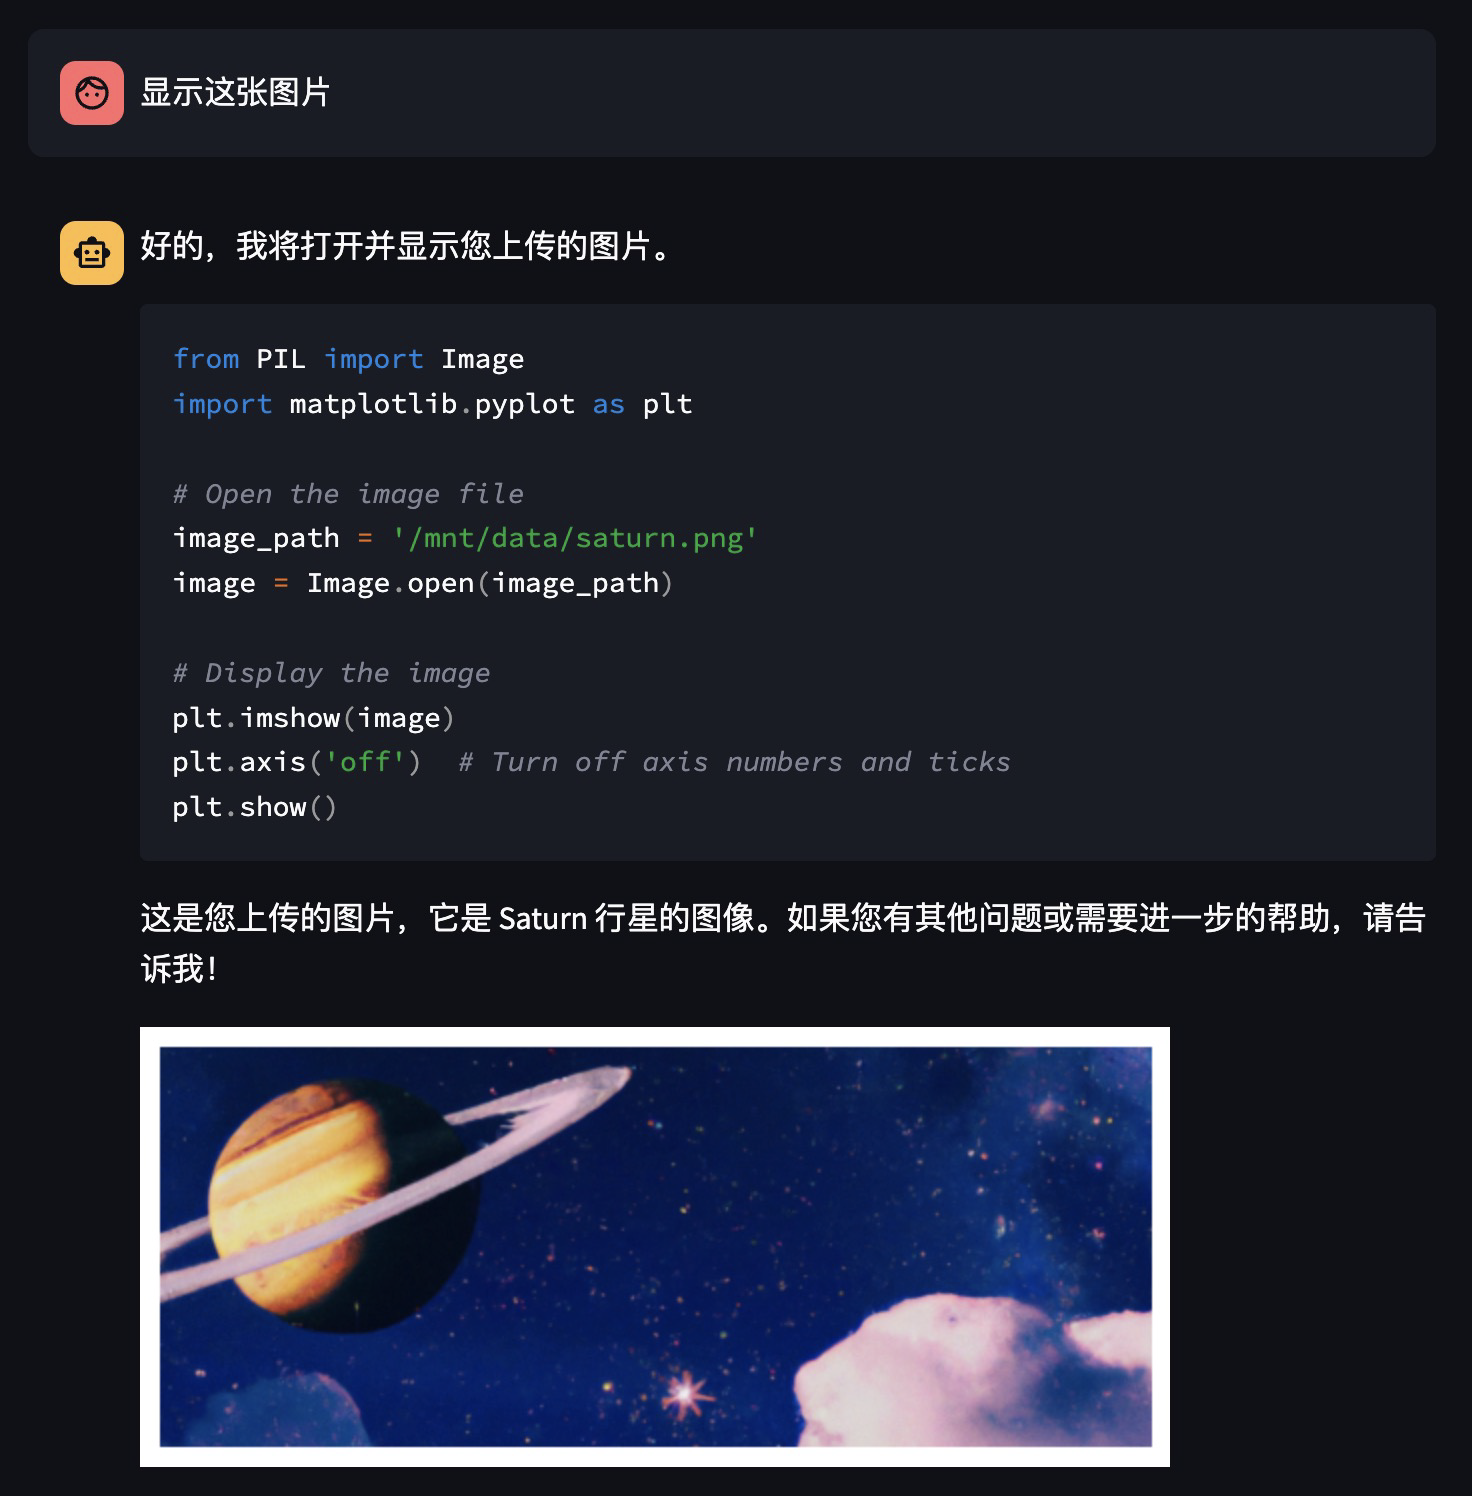 显示这张图片
好的，我将打开并显示您上传的图片。
from PIL import Image
import matplotlib.pyplot as plt
# Open the image file
image_path = '/mnt/data/saturn.png'
image = Image.open(image_path)
# Display the image
plt.imshow(image)
plt.axis('off')  # Turn off axis numbers and ticks
plt.show()
这是您上传的图片，它是 Saturn 行星的图像。如果您有其他问题或需要进一步的帮助，请告
诉我！